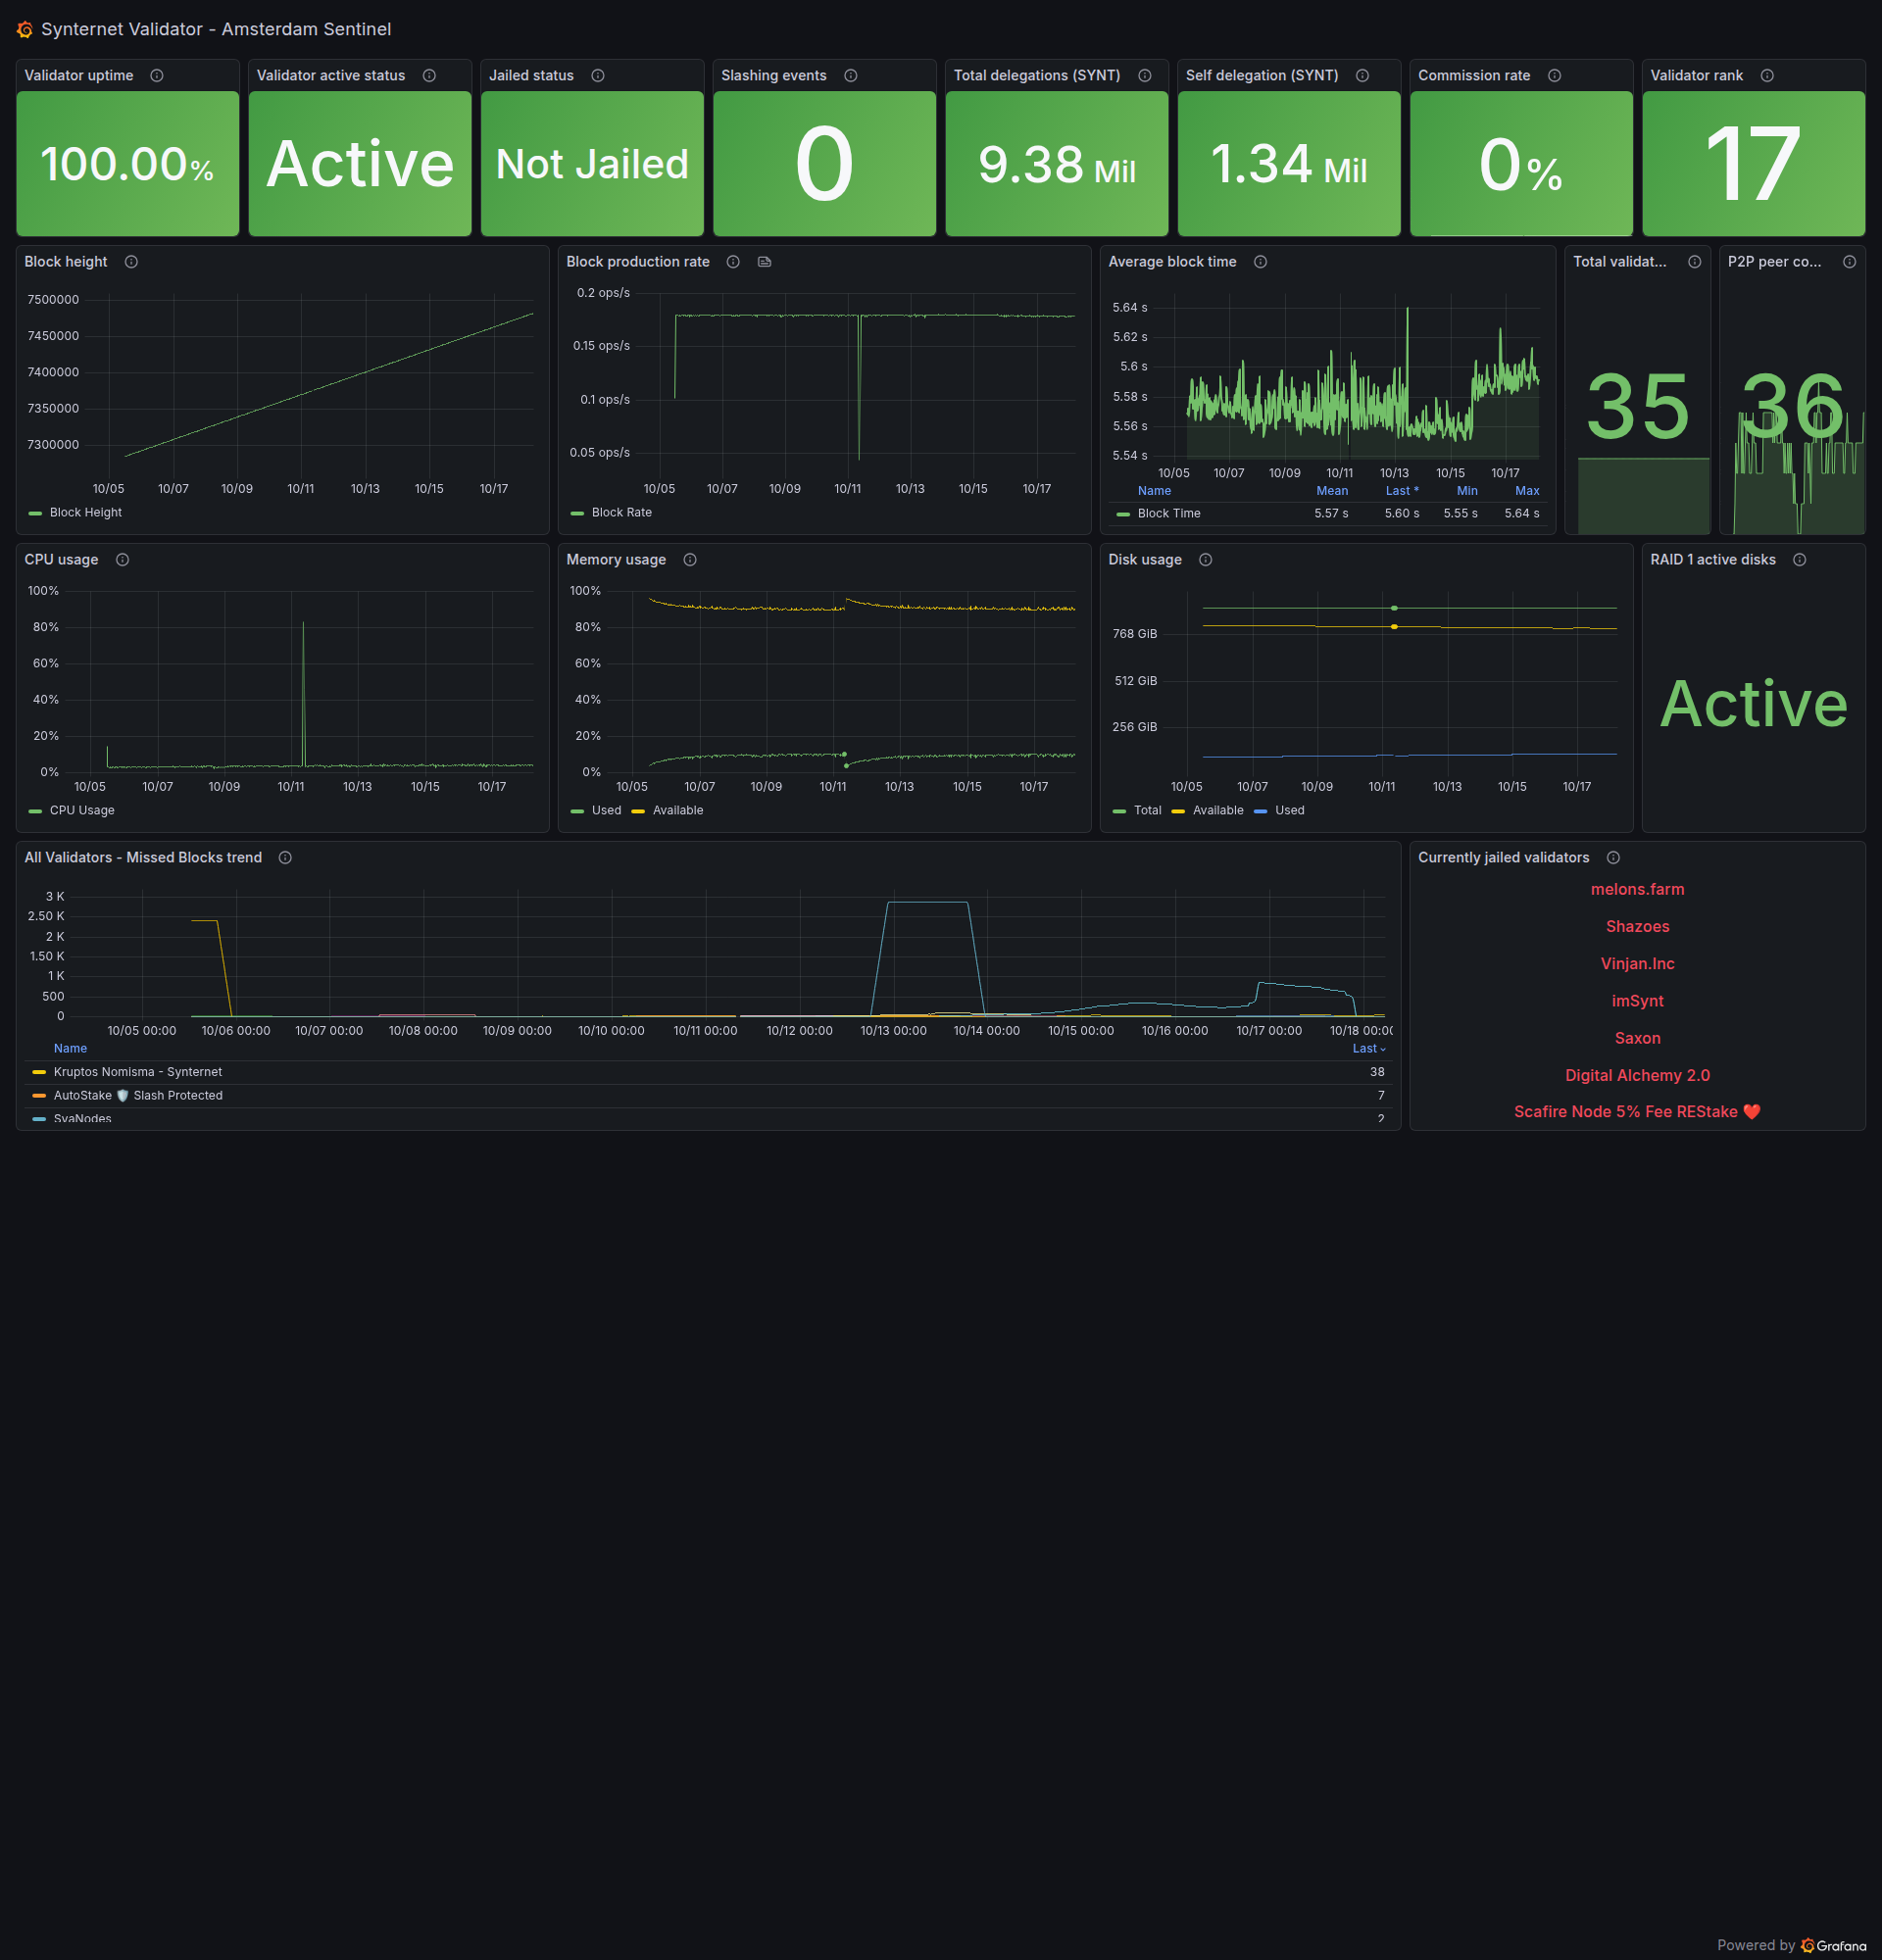 Synternet Validator - Amsterdam Sentinel
Validator uptime
100.00%
Validator active status
Active
Jailed status
Not Jailed
Slashing events
0
Total delegations (SYNT)
9.38 Mil
Self delegation (SYNT)
1.34 Mil
Commission rate
0%
Validator rank
17
Block height
7500000
7450000
7400000
7350000
7300000
10/05 10/07 10/09 10/11 10/13 10/15 10/17
Block Height
Block production rate
0.2 ops/s
0.15 ops/s
0.1 ops/s
0.05 ops/s
10/05 10/07 10/09 10/11 10/13 10/15 10/17
Block Rate
Average block time
5.64 s
5.62 s
5.6 s
5.58 s
5.56 s
5.54 s
10/05 10/07 10/09 10/11 10/13 10/15 10/17
Name Mean Last * Min Max
Block TIme 5.57 s 5.60 s 5.55 s 5.64 s
Total validat...
35
P2P peer co...
36
CPU usage
100%
80%
60%
40%
20%
0%
10/05 10/07 10/09 10/11 10/13 10/15 10/17
CPU Usage
Memory usage
100%
80%
60%
40%
20%
0%
10/05 10/07 10/09 10/11 10/13 10/15 10/17
Used Available
Disk usage
768 GiB
512 GiB
256 GiB
10/05 10/07 10/09 10/11 10/13 10/15 10/17
Total Available Used
RAID 1 active disks
Active
All Validators - Missed Blocks trend
3 K
2.50 K
2 K
1.50 K
1 K
500
0
10/05 00:00 10/06 00:00 10/07 00:00 10/08 00:00 10/09 00:00 10/10 00:00 10/11 00:00 10/12 00:00 10/13 00:00 10/14 00:00 10/15 00:00 10/16 00:00 10/17 00:00 10/18 00:00
Name Last
Kruptos Nomisma - Synternet 38
AutoStake 🛡️ Slash Protected 7
SvaNodes 2
Currently jailed validators
melons.farm
Shazoes
Vinjan.Inc
imSynt
Saxon
Digital Alchemy 2.0
Scafire Node 5% Fee REStake ❤️
Powered by Grafana